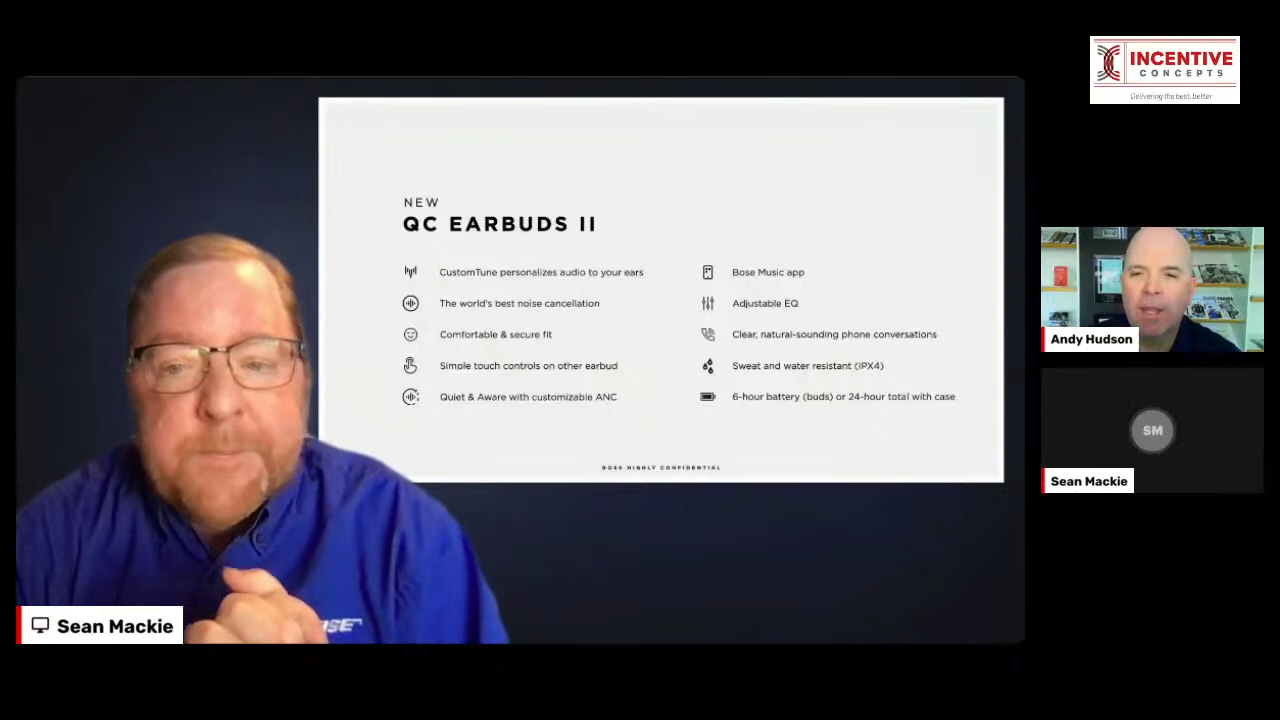 INCENTIVE
CONCEPTS
Delivering the best, better
NEW
QC EARBUDS II
CustomTune personalizes audio to your ears
The world's best noise cancellation
Comfortable & secure fit
Simple touch controls on other earbud
Quiet & Aware with customizable ANC
Bose Music app
Adjustable EQ
Clear, natural-sounding phone conversations
Sweat and water resistant (IPX4)
6-hour battery (buds) or 24-hour total with case
BOSE HIGHLY CONFIDENTIAL
Sean Mackie
Andy Hudson
SM
Sean Mackie